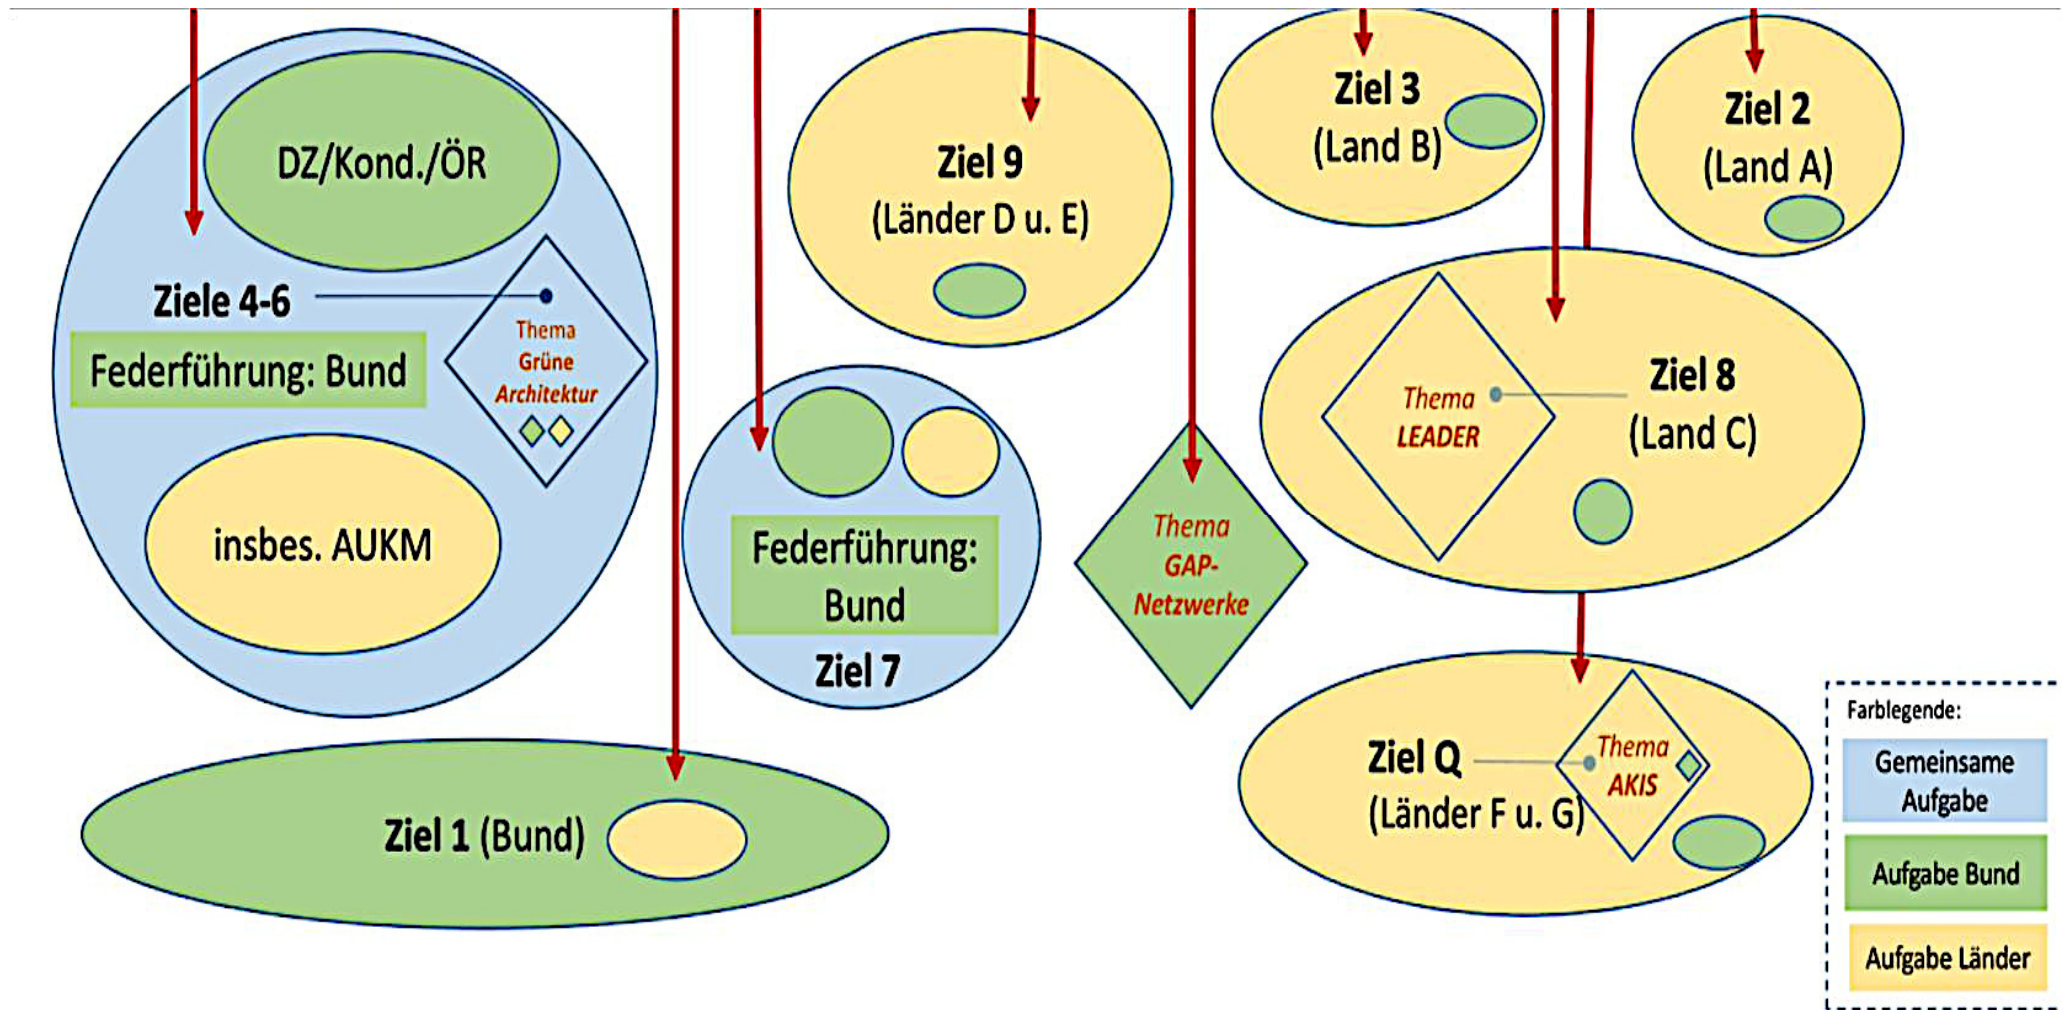 DZ/Kond./ÖR
Ziele 4-6
Federführung: Bund
Thema
Grüne
Architektur
insbes. AUKM
Ziel 1 (Bund)
Federführung:
Bund
Ziel 7
Ziel 9
(Länder D u. E)
Thema
GAP-
Netzwerke
Ziel 3
(Land B)
Ziel 2
(Land A)
Thema
LEADER
Ziel 8
(Land C)
Ziel Q
(Länder F u. G)
Thema
AKIS
Farblegende:
Gemeinsame
Aufgabe
Aufgabe Bund
Aufgabe Länder